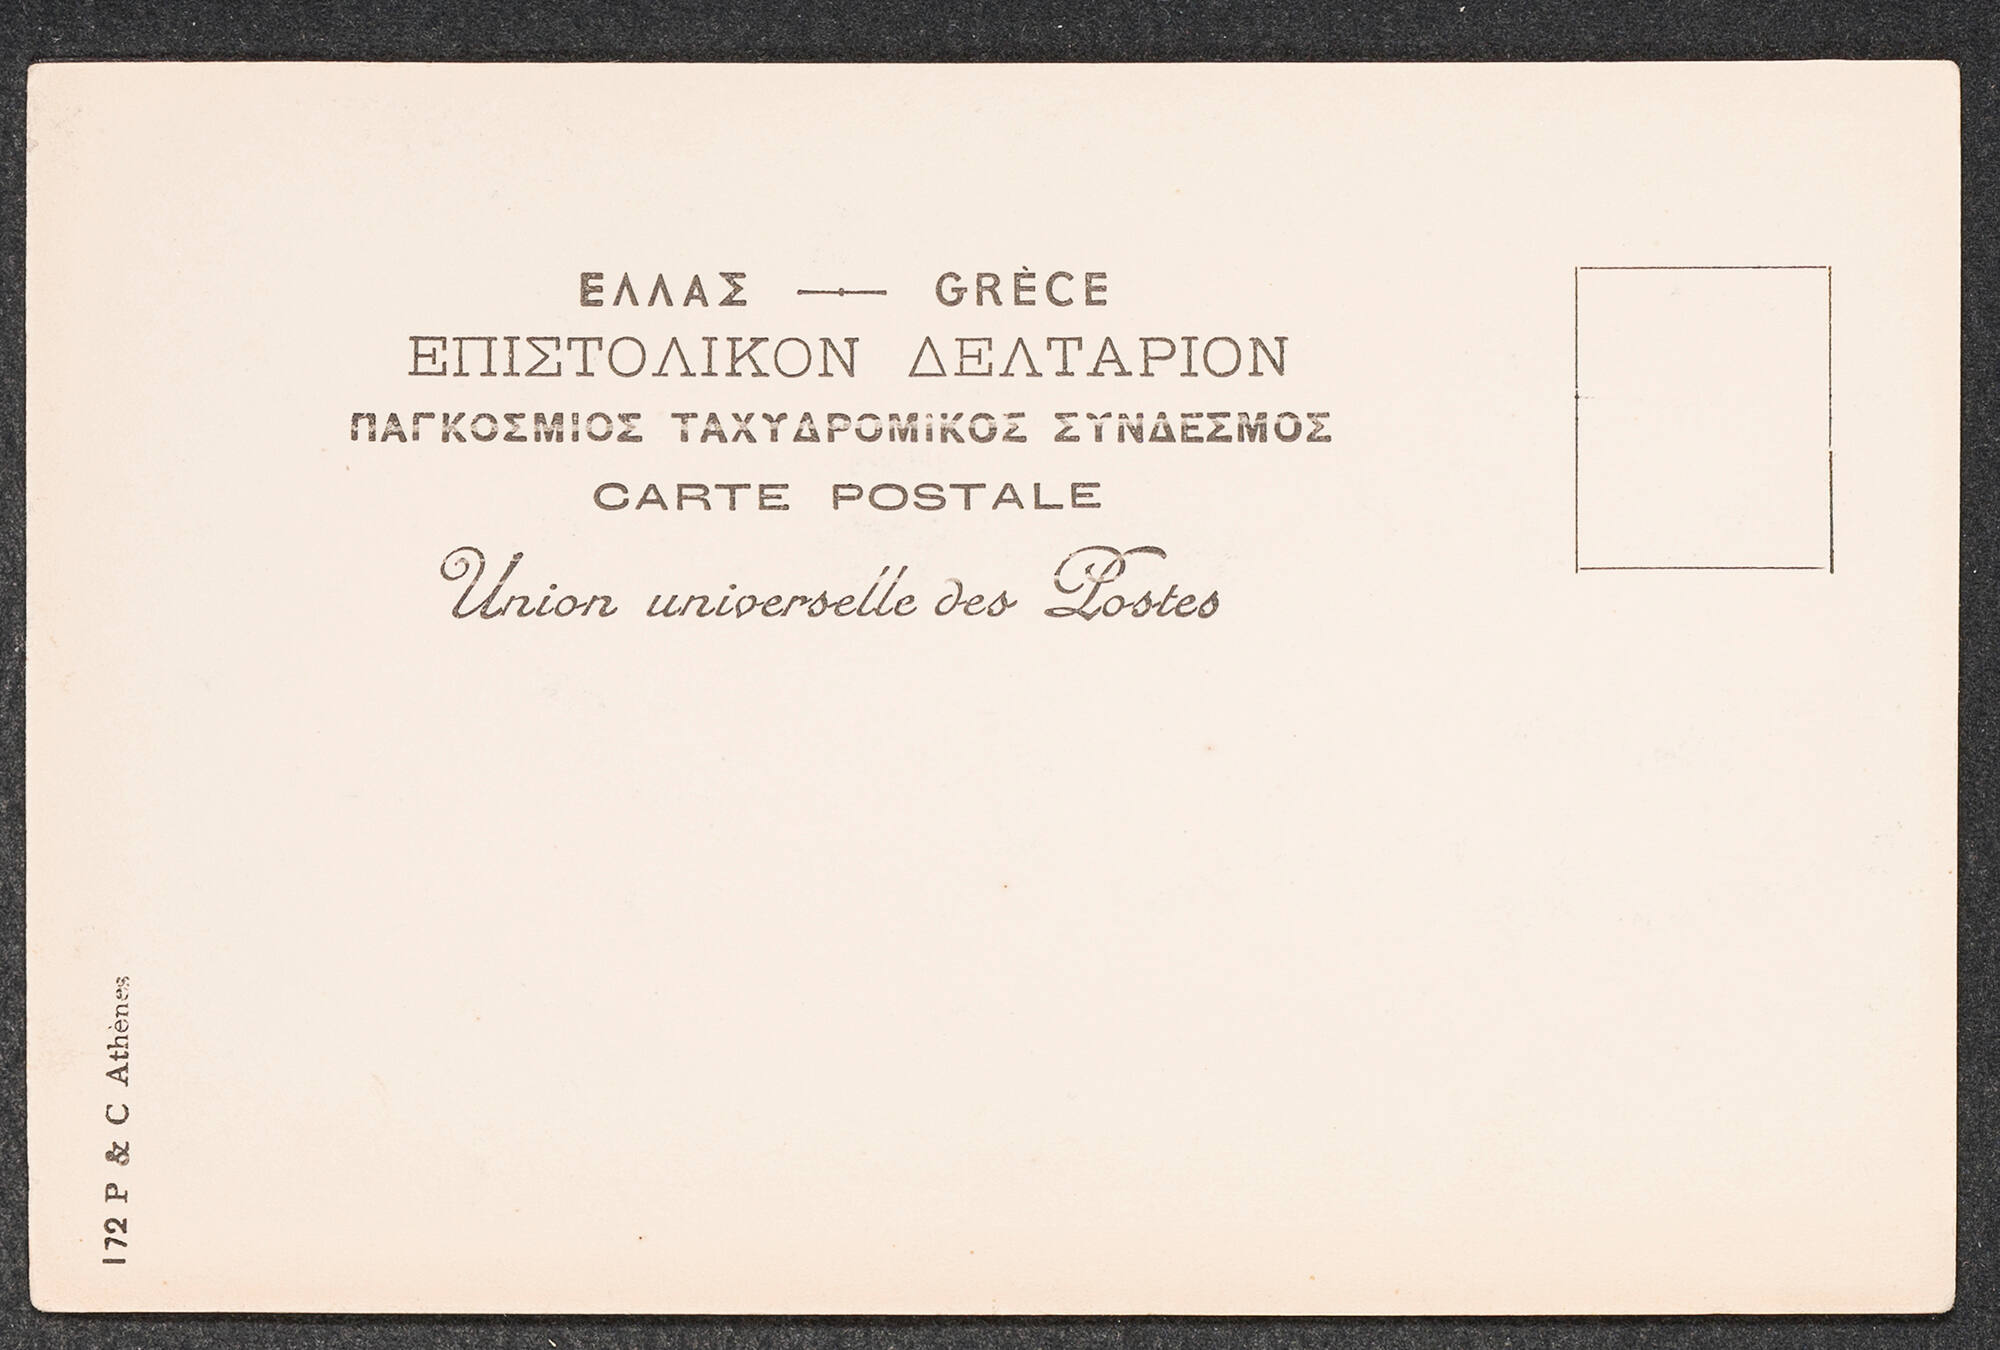 ΕΛΛΑΣ — GRÈCE
ΕΠΙΣΤΟΛΙΚΟΝ ΔΕΛΤΑΡΙΟΝ
ΠΑΓΚΟΣΜΙΟΣ ΤΑΧΥΔΡΟΜΙΚΟΣ ΣΥΝΔΕΣΜΟΣ
CARTE POSTALE
Union universelle des Postes
172 P & C Athènes